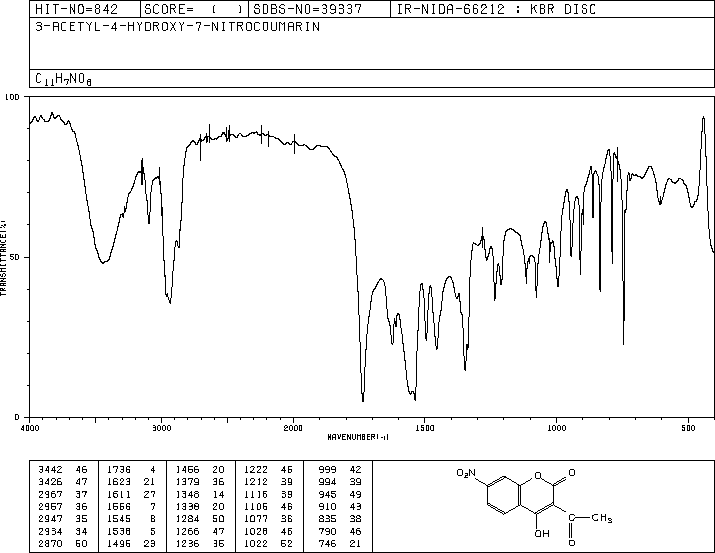 HIT-NO=842 SCORE= ( ) SDBS-NO=39337 IR-NIDA-66212 : KBR DISC
3-ACETYL-4-HYDROXY-7-NITROCOUMARIN
C11H7NO6
100
TRANSMITTANCE(%)
50
0
4000 3000 2000 1500 1000 500
WAVENUMBER(-1)
3442 46 1736 4 1456 20 1222 45 999 42
3426 47 1623 21 1379 36 1212 39 994 39
2967 37 1611 27 1348 14 1116 39 945 49
2957 36 1556 7 1338 20 1106 46 910 43
2947 35 1545 6 1284 50 1077 36 835 38
2934 34 1538 5 1266 47 1028 46 790 46
2870 50 1496 23 1236 35 1022 52 746 21
O2N O O
C CH3
OH O